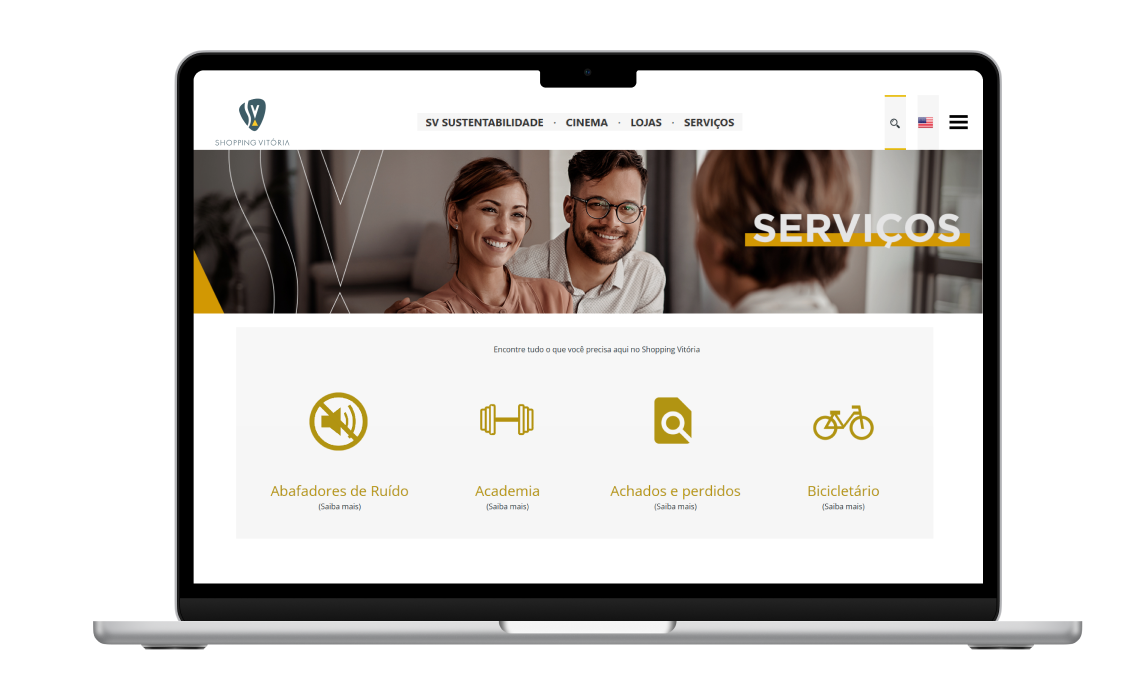 SHOPPING VITÓRIA
SV SUSTENTABILIDADE · CINEMA · LOJAS · SERVIÇOS
SERVIÇOS
Encontre tudo o que você precisa aqui no Shopping Vitória
Abafadores de Ruído Academia Achados e perdidos Bicicletário
(Saiba mais) (Saiba mais) (Saiba mais) (Saiba mais)